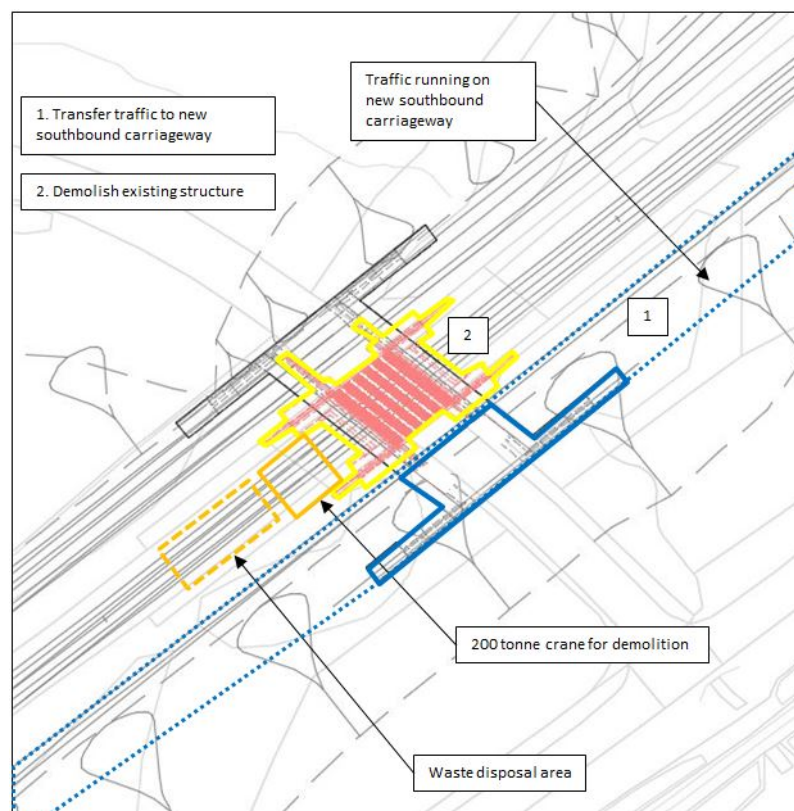 Traffic running on
new southbound
carriageway
1. Transfer traffic to new
southbound carriageway
2. Demolish existing structure
2
1
200 tonne crane for demolition
Waste disposal area